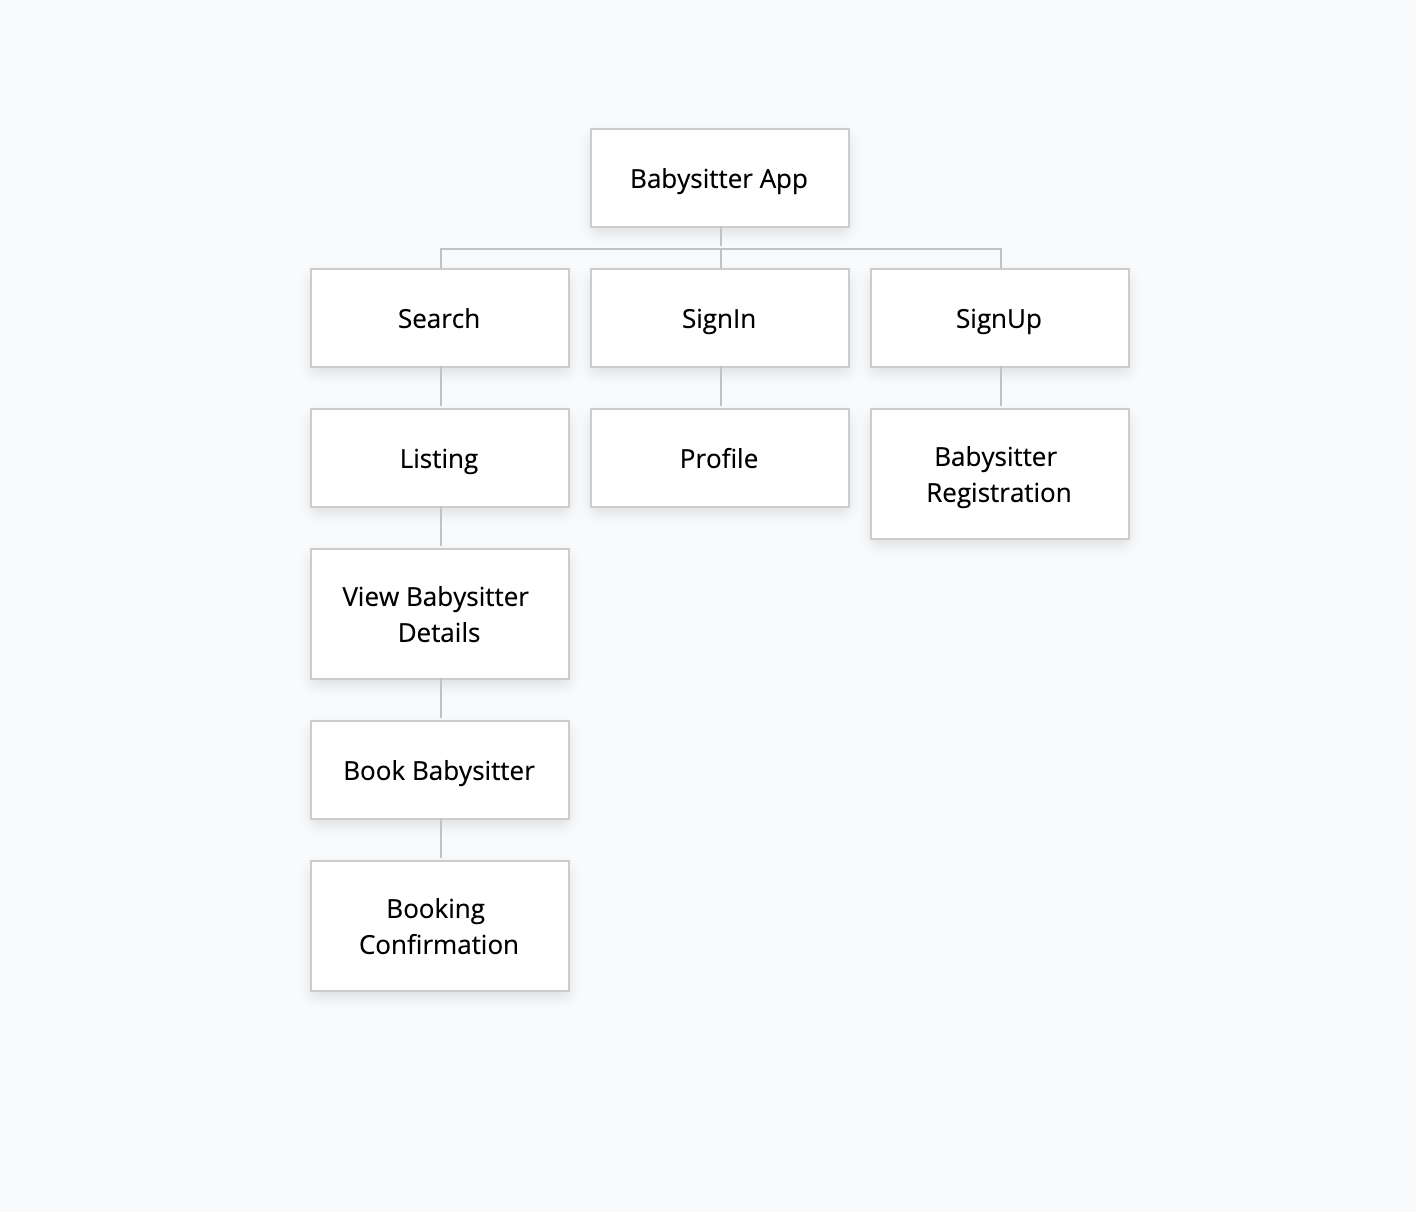 Babysitter App
Search
SignIn
SignUp
Listing
Profile
Babysitter
Registration
View Babysitter
Details
Book Babysitter
Booking
Confirmation